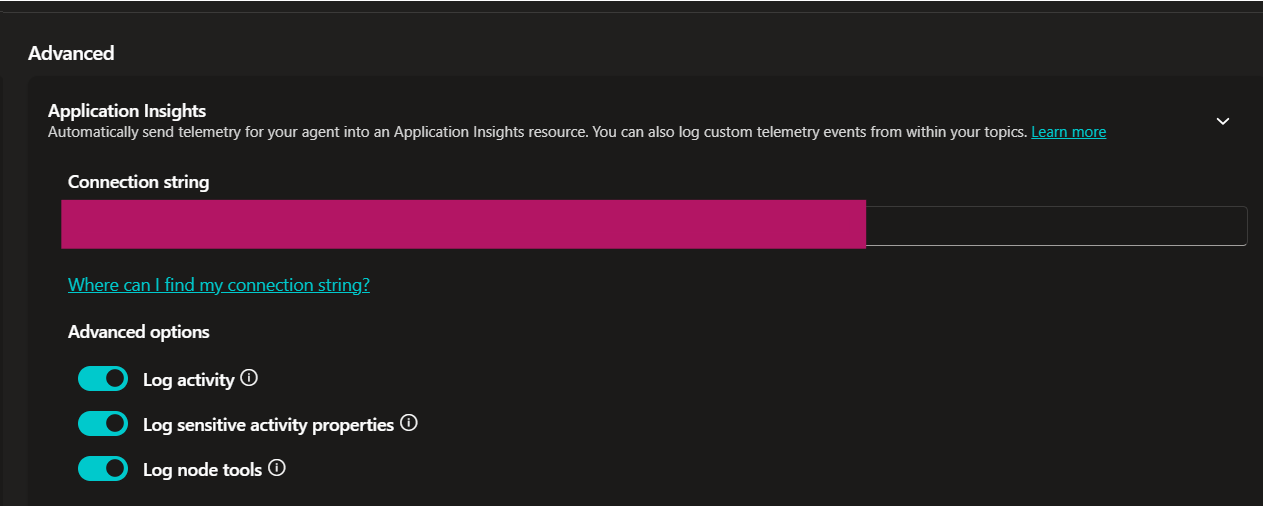 Advanced
Application Insights
Automatically send telemetry for your agent into an Application Insights resource. You can also log custom telemetry events from within your topics. Learn more
Connection string
Where can I find my connection string?
Advanced options
Log activity
Log sensitive activity properties
Log node tools